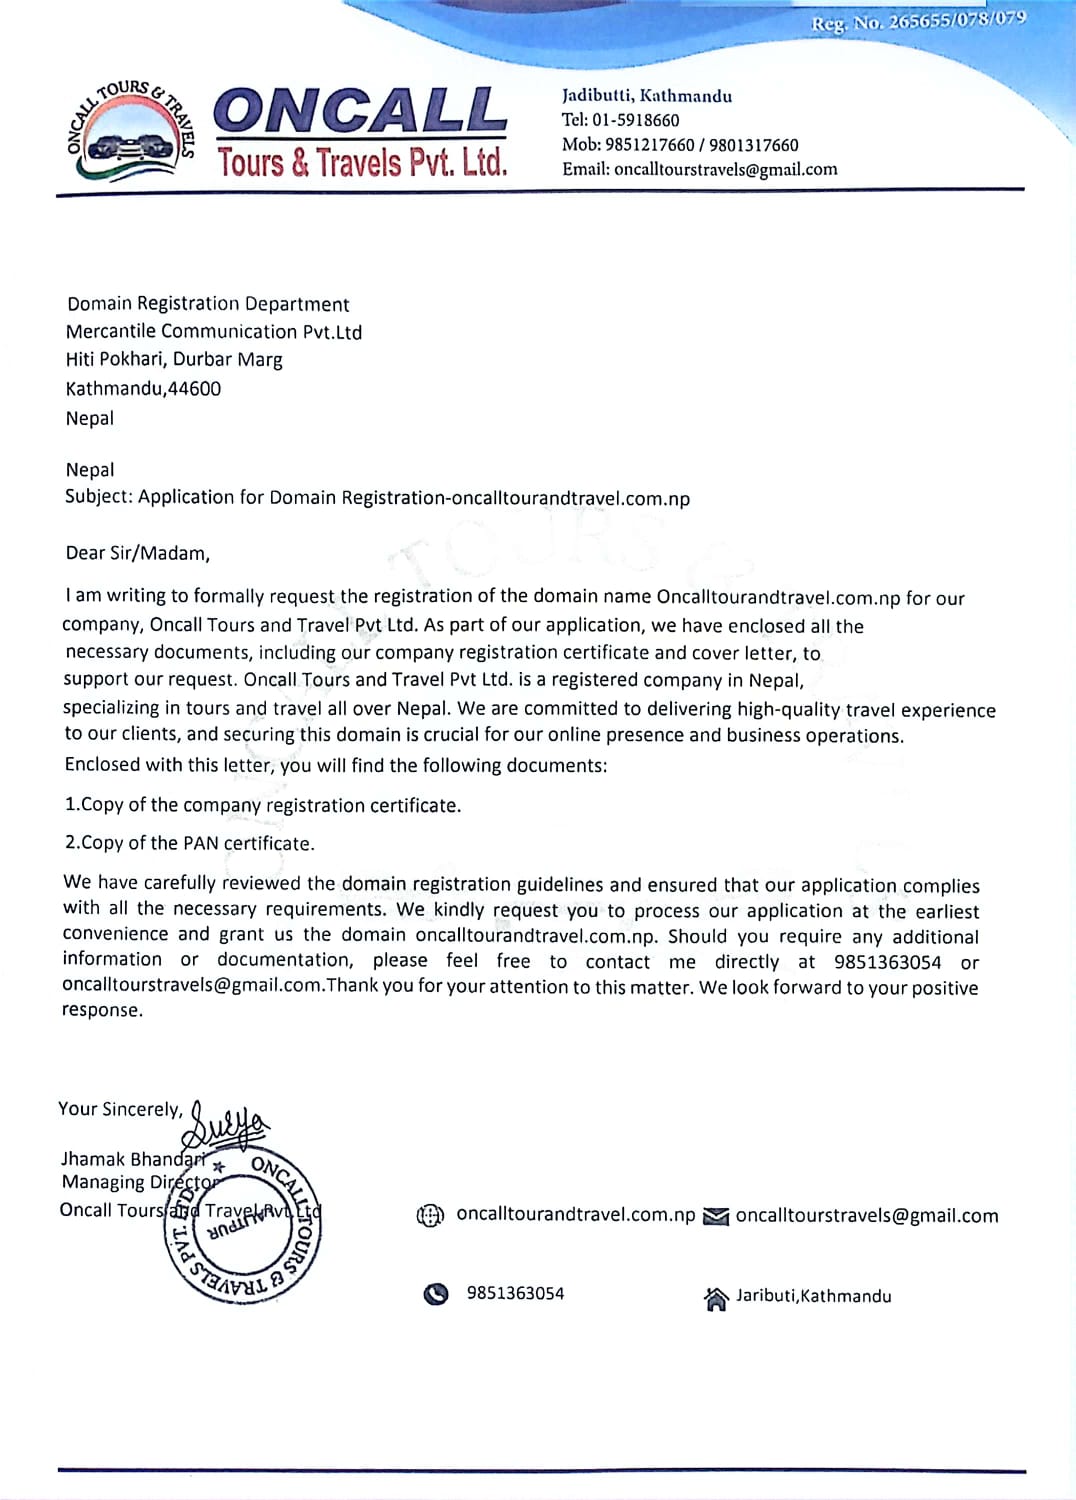 Reg. No. 265655/078/079
ONCALL TOURS & TRAVELS
ONCALL
Tours & Travels Pvt. Ltd.
Jadibutti, Kathmandu
Tel: 01-5918660
Mob: 9851217660 / 9801317660
Email: oncalltourstravels@gmail.com
Domain Registration Department
Mercantile Communication Pvt.Ltd
Hiti Pokhari, Durbar Marg
Kathmandu,44600
Nepal
Nepal
Subject: Application for Domain Registration-oncalltourandtravel.com.np
Dear Sir/Madam,
I am writing to formally request the registration of the domain name Oncalltourandtravel.com.np for our
company, Oncall Tours and Travel Pvt Ltd. As part of our application, we have enclosed all the
necessary documents, including our company registration certificate and cover letter, to
support our request. Oncall Tours and Travel Pvt Ltd. is a registered company in Nepal,
specializing in tours and travel all over Nepal. We are committed to delivering high-quality travel experience
to our clients, and securing this domain is crucial for our online presence and business operations.
Enclosed with this letter, you will find the following documents:
1.Copy of the company registration certificate.
2.Copy of the PAN certificate.
We have carefully reviewed the domain registration guidelines and ensured that our application complies
with all the necessary requirements. We kindly request you to process our application at the earliest
convenience and grant us the domain oncalltourandtravel.com.np. Should you require any additional
information or documentation, please feel free to contact me directly at 9851363054 or
oncalltourstravels@gmail.com.Thank you for your attention to this matter. We look forward to your positive
response.
Your Sincerely,
Surya
Jhamak Bhandari
Managing Director
Oncall Tours and Travel Pvt Ltd
ONCALL TOURS & TRAVELS PVT. LTD.
oncalltourandtravel.com.np oncalltourstravels@gmail.com
9851363054 Jaributi,Kathmandu